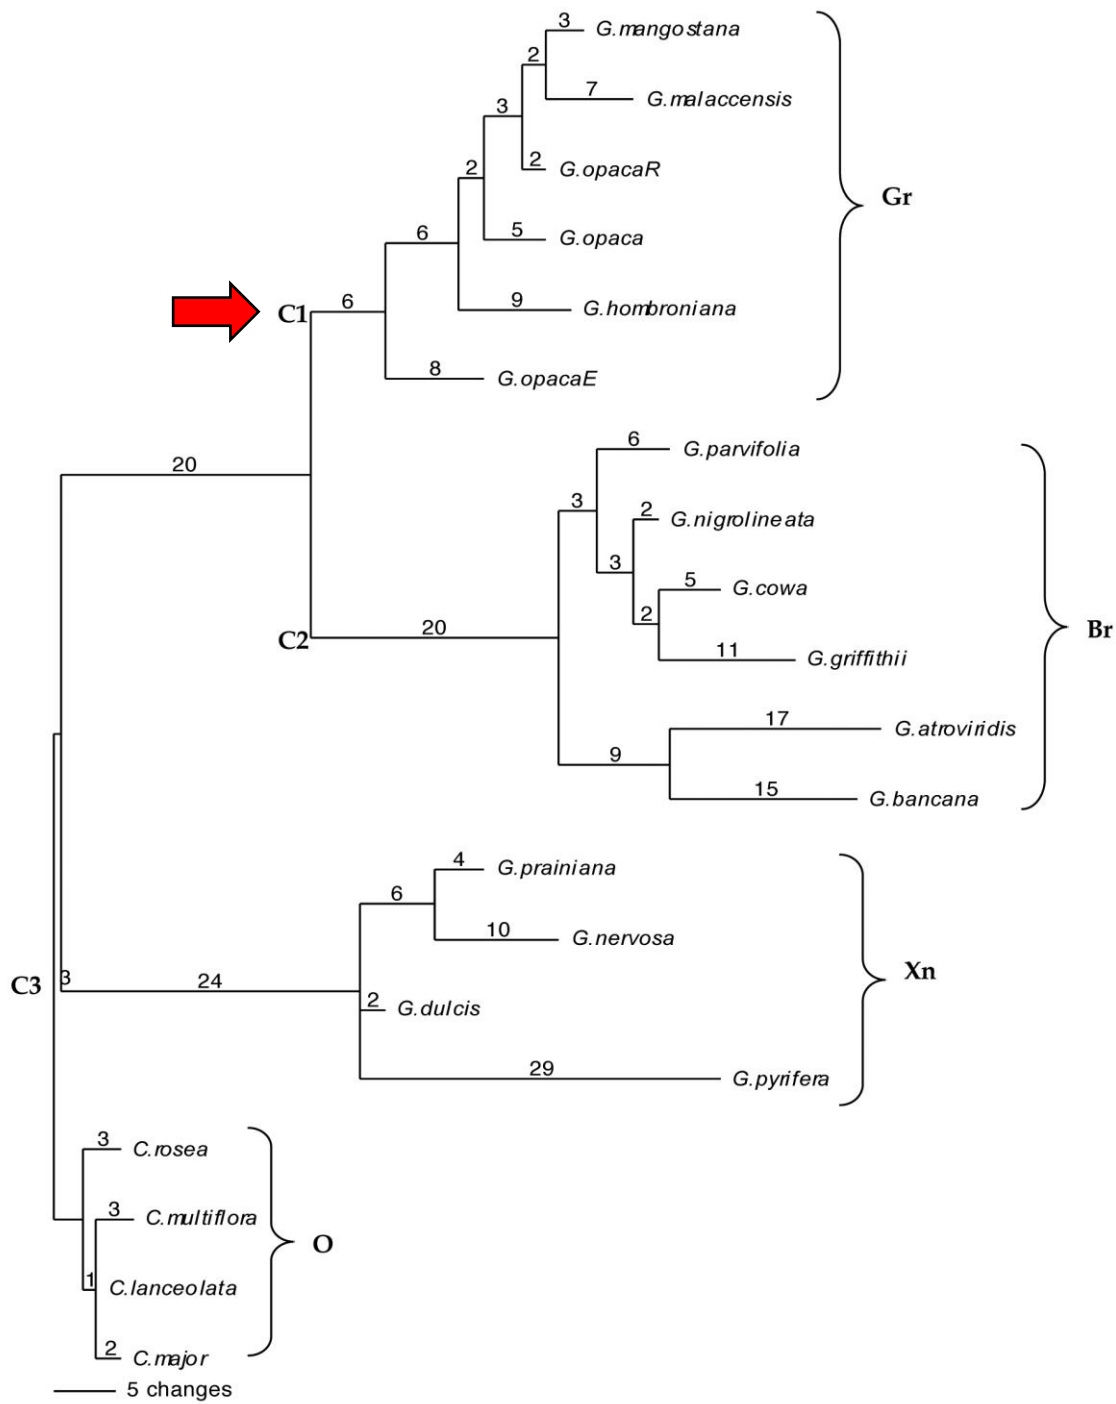 3 G.mangostana
2
7 G.malaccensis
3
2 G.opacaR
2
Gr
5 G.opaca
6
9 G.hombroniana
C1 6
8 G.opacaE
6 G.parvifolia
20
3
2 G.nigrolineata
3
5 G.cowa
2
C2 20
Br
11 G.griffithii
17 G.atroviridis
9
15 G.bancana
4 G.prainiana
6
10 G.nervosa
Xn
C3 3 24
2 G.dulcis
29 G.pyrifera
3 C.rosea
3 C.multiflora
O
1 C.lanceolata
2 C.major
5 changes